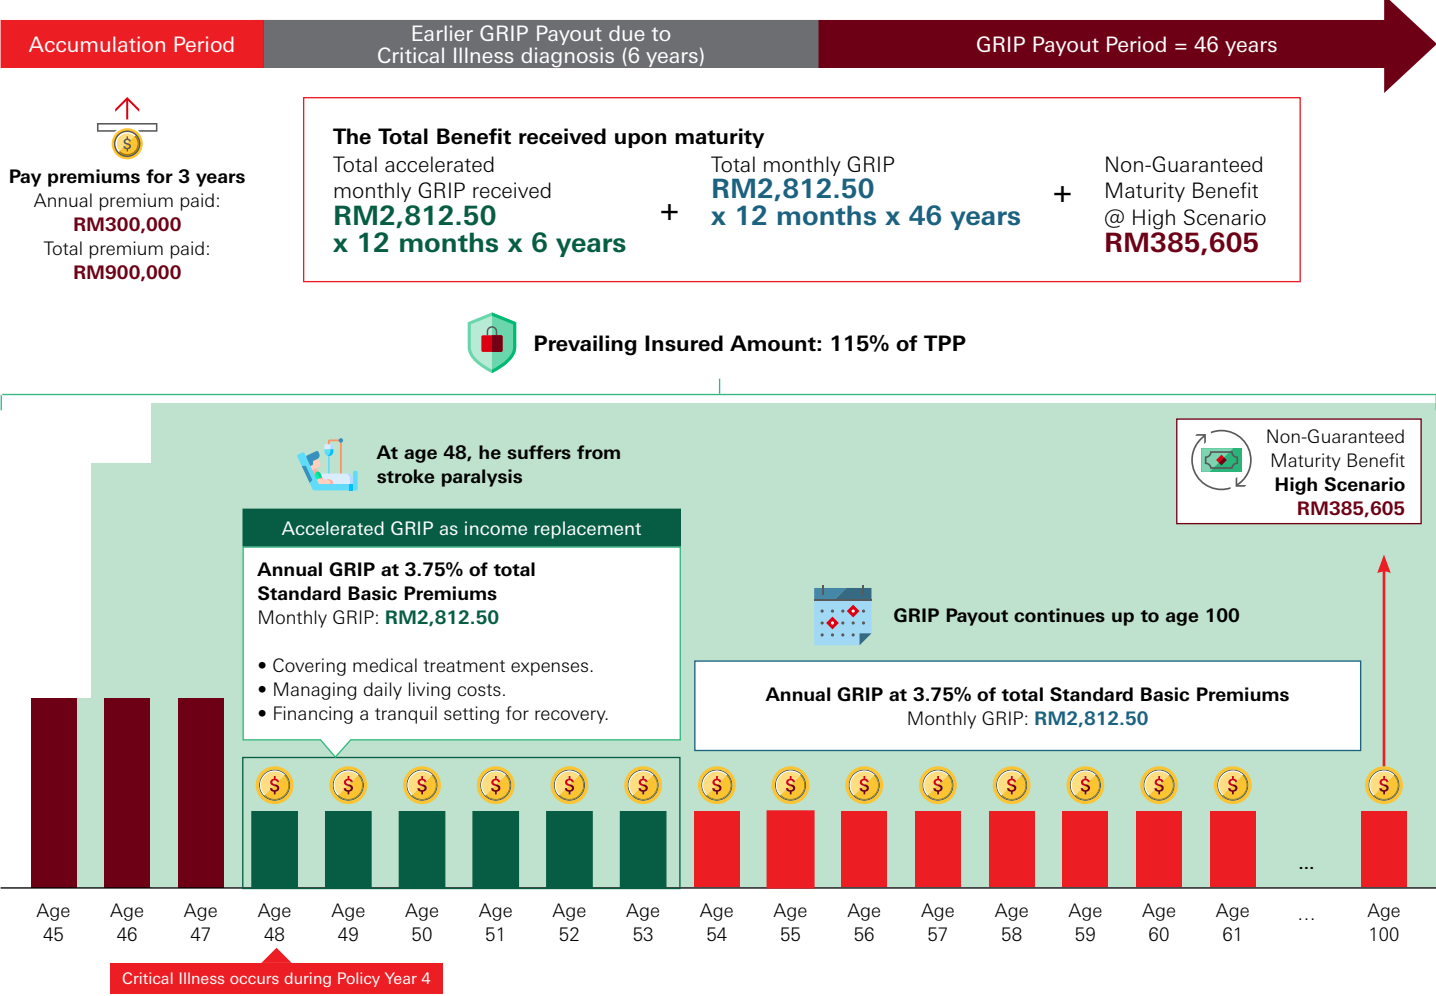 Accumulation Period
Earlier GRIP Payout due to
Critical Illness diagnosis (6 years)
GRIP Payout Period = 46 years
$
Pay premiums for 3 years
Annual premium paid:
RM300,000
Total premium paid:
RM900,000
The Total Benefit received upon maturity
Total accelerated
monthly GRIP received
RM2,812.50
x 12 months x 6 years
+
Total monthly GRIP
RM2,812.50
x 12 months x 46 years
+
Non-Guaranteed
Maturity Benefit
@ High Scenario
RM385,605
Prevailing Insured Amount: 115% of TPP
At age 48, he suffers from
stroke paralysis
Accelerated GRIP as income replacement
Annual GRIP at 3.75% of total
Standard Basic Premiums
Monthly GRIP: RM2,812.50
• Covering medical treatment expenses.
• Managing daily living costs.
• Financing a tranquil setting for recovery.
Non-Guaranteed
Maturity Benefit
High Scenario
RM385,605
GRIP Payout continues up to age 100
Annual GRIP at 3.75% of total Standard Basic Premiums
Monthly GRIP: RM2,812.50
$ $ $ $ $ $ $ $ $ $ $ $ $ $ $
...
Age Age Age Age Age Age Age Age Age Age Age Age Age Age Age Age Age ... Age
45 46 47 48 49 50 51 52 53 54 55 56 57 58 59 60 61 100
Critical Illness occurs during Policy Year 4